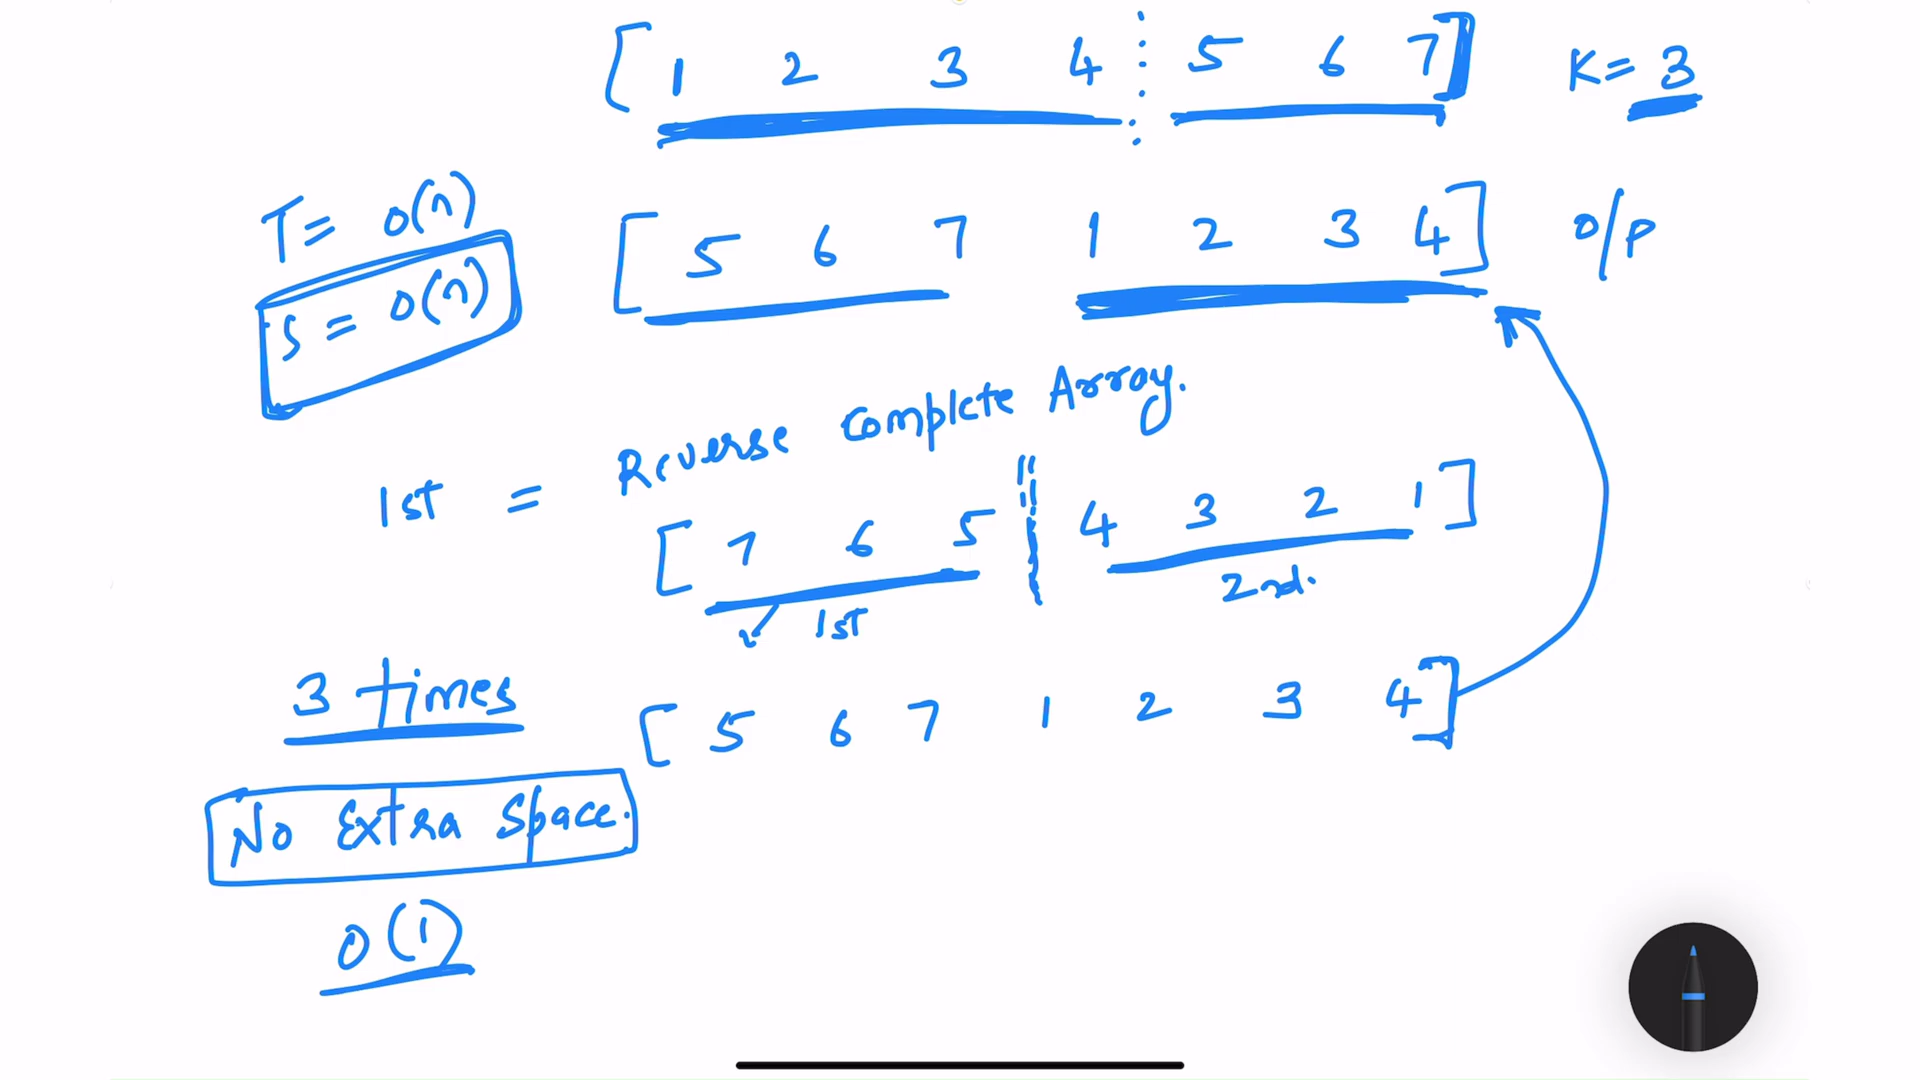 [1 2 3 4 ⋮ 5 6 7] K= 3
T= O(n)
[5 6 7 1 2 3 4] O/P
S = O(n)
1st = Reverse Complete Array.
[7 6 5 4 3 2 1]
1st 2nd.
3 times
[5 6 7 1 2 3 4]
No Extra Space.
O(1)